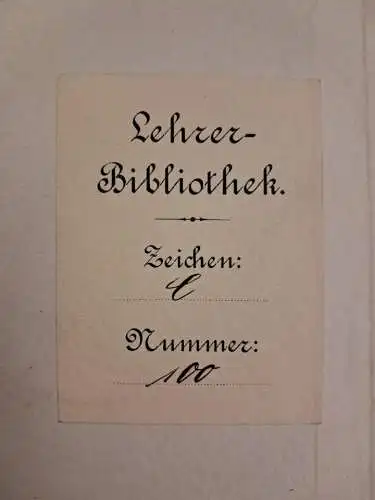 Lehrer-
Bibliothek.
Zeichen:
C
Nummer:
100